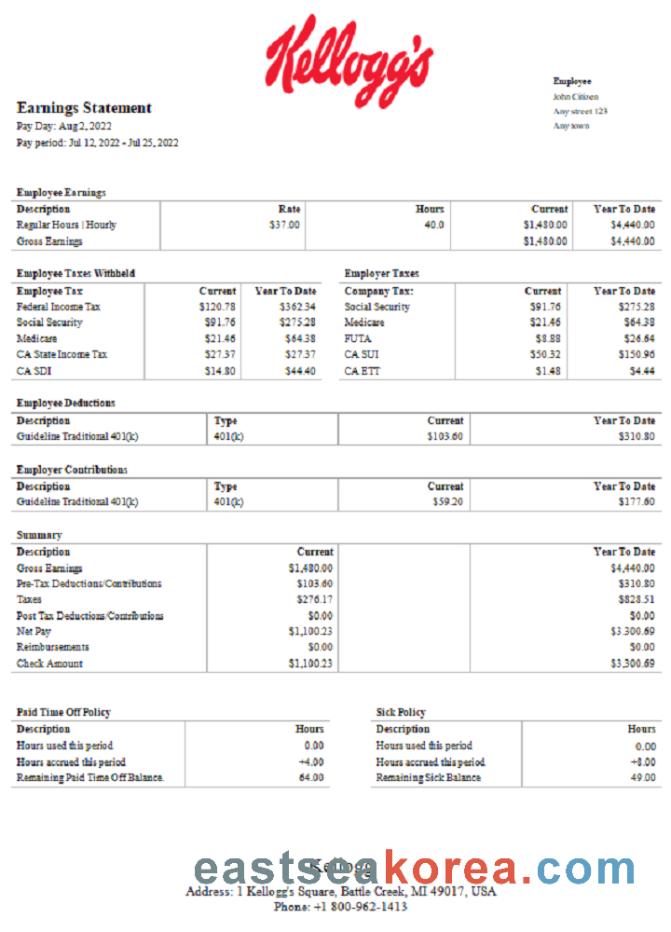 Kellogg's
Employee
John Citizen
Any street 123
Any town
Earnings Statement
Pay Day: Aug 2, 2022
Pay period: Jul 12, 2022 - Jul 25, 2022
Employee Earnings
Description Rate Hours Current Year To Date
Regular Hours | Hourly $37.00 40.0 $1,480.00 $4,440.00
Gross Earnings $1,480.00 $4,440.00
Employee Taxes Withheld Employer Taxes
Employee Tax Current Year To Date Company Tax: Current Year To Date
Federal Income Tax $120.78 $362.34 Social Security $91.76 $275.28
Social Security $91.76 $275.28 Medicare $21.46 $64.38
Medicare $21.46 $64.38 FUTA $8.88 $26.64
CA State Income Tax $27.37 $27.37 CA SUI $50.32 $150.96
CA SDI $14.80 $44.40 CA ETT $1.48 $4.44
Employee Deductions
Description Type Current Year To Date
Guideline Traditional 401(k) 401(k) $103.60 $310.80
Employer Contributions
Description Type Current Year To Date
Guideline Traditional 401(k) 401(k) $59.20 $177.60
Summary
Description Current Year To Date
Gross Earnings $1,480.00 $4,440.00
Pre-Tax Deductions/Contributions $103.60 $310.80
Taxes $276.17 $828.51
Post Tax Deductions/Contributions $0.00 $0.00
Net Pay $1,100.23 $3.300.69
Reimbursements $0.00 $0.00
Check Amount $1,100.23 $3,300.69
Paid Time Off Policy Sick Policy
Description Hours Description Hours
Hours used this period 0.00 Hours used this period 0.00
Hours accrued this period +4.00 Hours accrued this period +8.00
Remaining Paid Time Off Balance. 64.00 Remaining Sick Balance 49.00
Kellogg
eastseakorea.com
Address: 1 Kellogg's Square, Battle Creek, MI 49017, USA
Phone: +1 800-962-1413